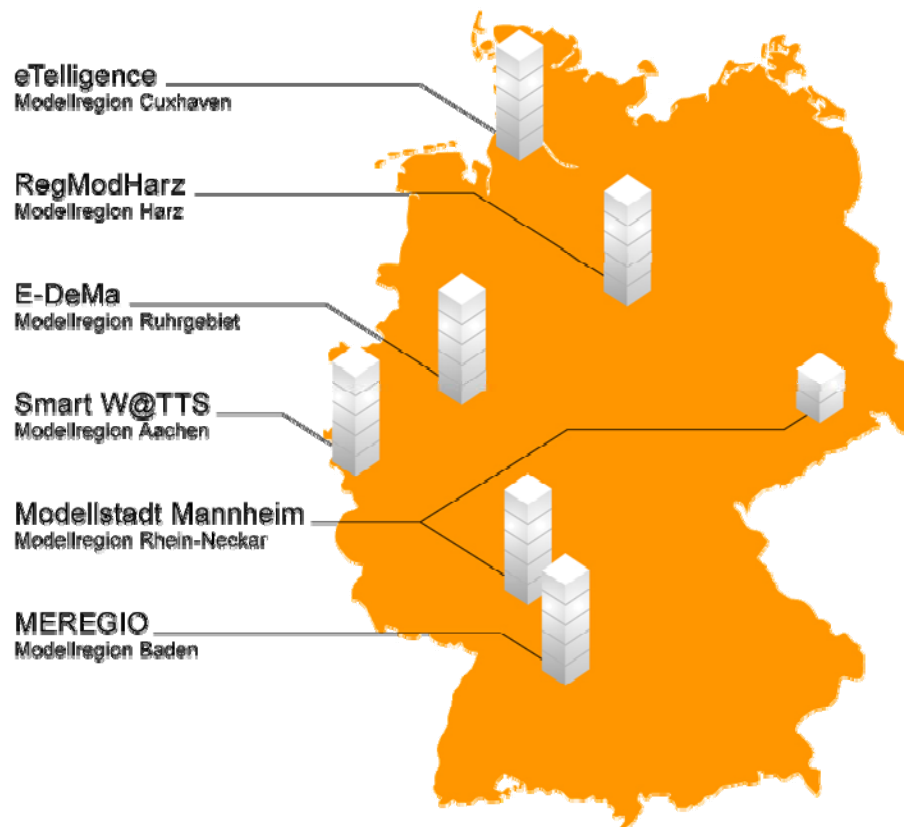 eTelligence
Modellregion Cuxhaven
RegModHarz
Modellregion Harz
E-DeMa
Modellregion Ruhrgebiet
Smart W@TTS
Modellregion Aachen
Modellstadt Mannheim
Modellregion Rhein-Neckar
MEREGIO
Modellregion Baden